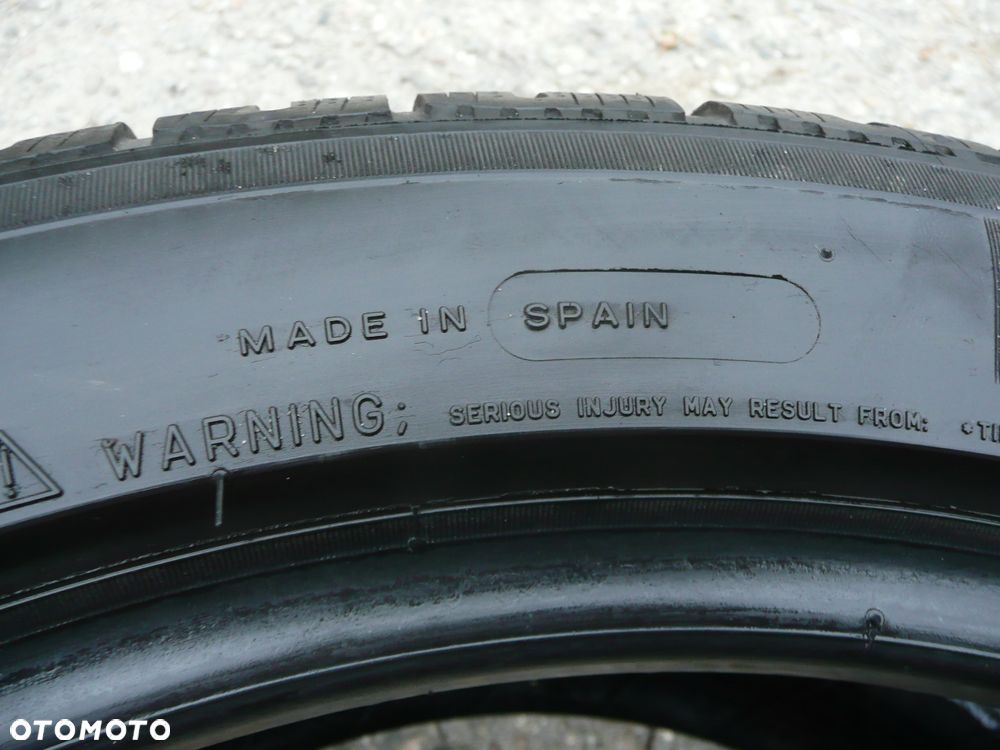 MADE IN SPAIN
WARNING; SERIOUS INJURY MAY RESULT FROM:
OTOMOTO